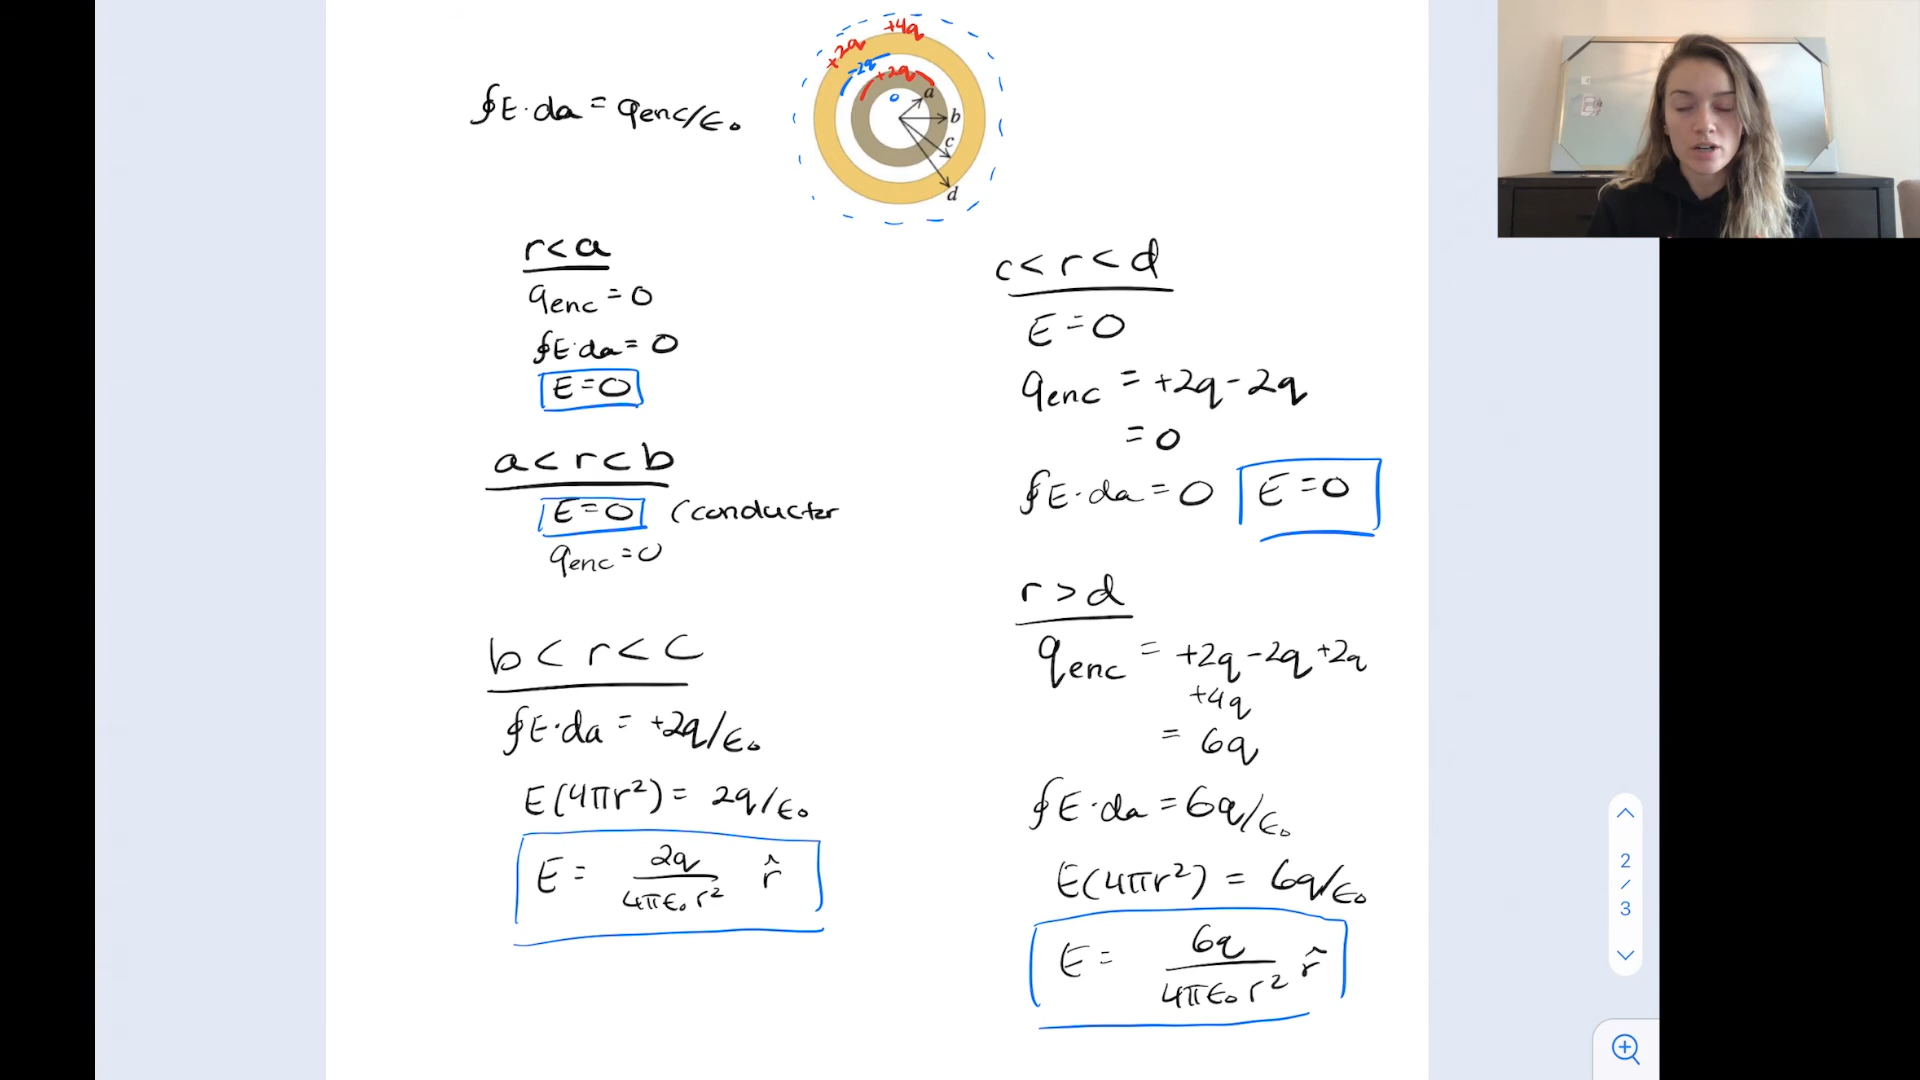 +4q
+2q
-2q
+2q
0
a
b
c
d
∮E·da = qenc/ϵ₀
r<a
qenc = 0
∮E·da = 0
E=0
a<r<b
E=0 (conductor
qenc=0
b<r<c
∮E·da = +2q/ϵ₀
E(4πr²) = 2q/ϵ₀
E = 2q/4πϵ₀r² r̂
c<r<d
E=0
qenc = +2q-2q
= 0
∮E·da = 0 E=0
r>d
qenc = +2q-2q+2q
+4q
= 6q
∮E·da = 6q/ϵ₀
E(4πr²) = 6q/ϵ₀
E = 6q/4πϵ₀r² r̂
2
/
3